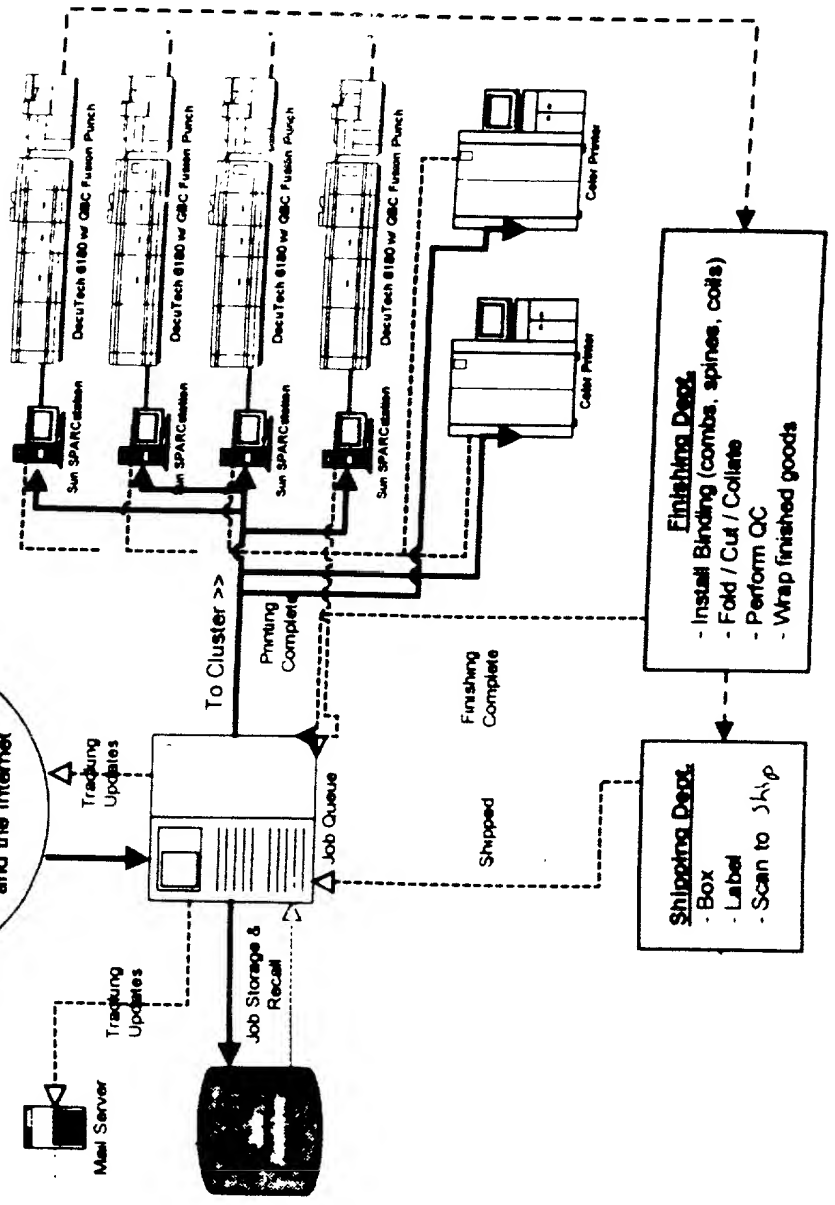 and the Internet
Mail Server
Tracking
Updates
Tracking
Updates
Job Storage &
Recall
Job Queue
To Cluster >>
Printing
Complete
Finishing
Complete
Shipped
Sun SPARCstation
DocuTech 6180 w/ GBC Fusion Punch
Sun SPARCstation
DocuTech 6180 w/ GBC Fusion Punch
Sun SPARCstation
DocuTech 6180 w/ GBC Fusion Punch
Sun SPARCstation
DocuTech 6180 w/ GBC Fusion Punch
Color Printer
Color Printer
Shipping Dept.
- Box
- Label
- Scan to ship
Finishing Dept.
- Install Binding (combs, spines, coils)
- Fold / Cut / Collate
- Perform QC
- Wrap finished goods